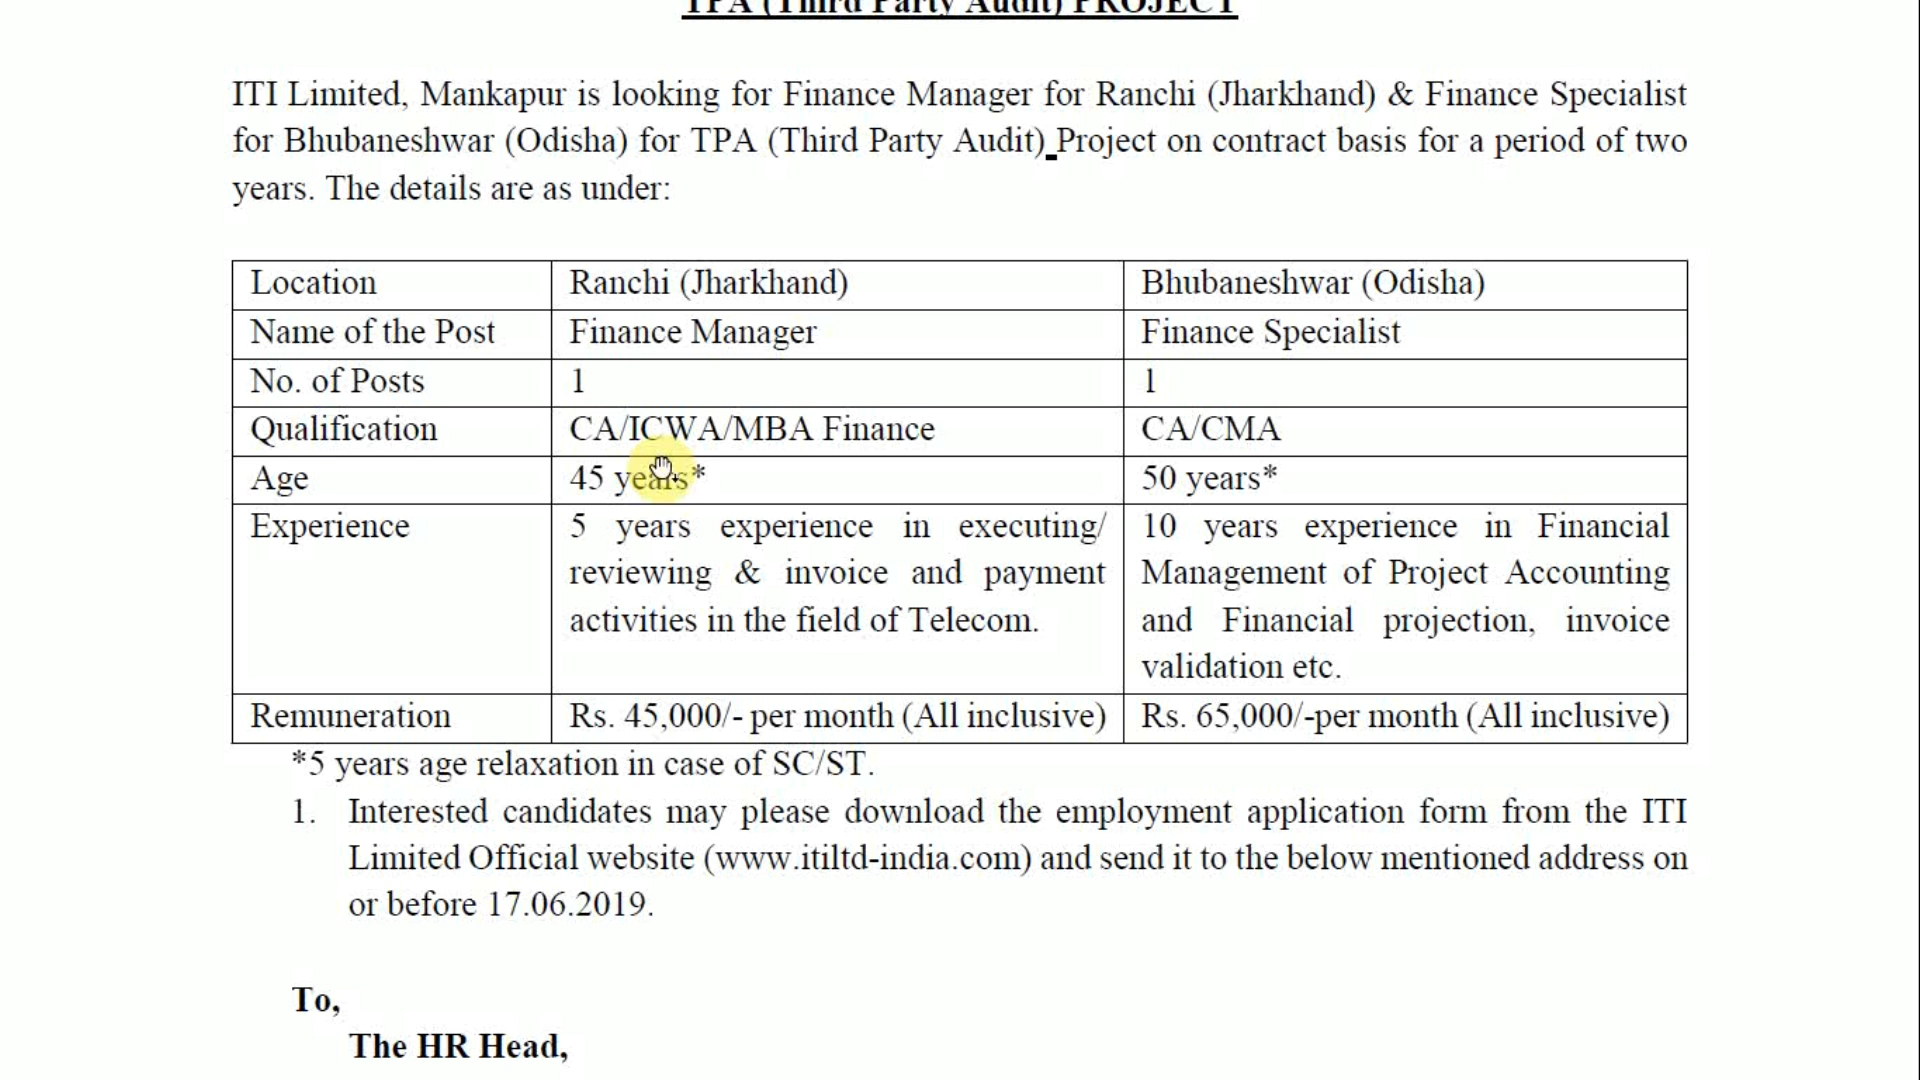 TPA (Third Party Audit) PROJECT
ITI Limited, Mankapur is looking for Finance Manager for Ranchi (Jharkhand) & Finance Specialist
for Bhubaneshwar (Odisha) for TPA (Third Party Audit) Project on contract basis for a period of two
years. The details are as under:
Location Ranchi (Jharkhand) Bhubaneshwar (Odisha)
Name of the Post Finance Manager Finance Specialist
No. of Posts 1 1
Qualification CA/ICWA/MBA Finance CA/CMA
Age 45 years* 50 years*
Experience 5 years experience in executing/ 10 years experience in Financial
reviewing & invoice and payment Management of Project Accounting
activities in the field of Telecom. and Financial projection, invoice
validation etc.
Remuneration Rs. 45,000/- per month (All inclusive) Rs. 65,000/-per month (All inclusive)
*5 years age relaxation in case of SC/ST.
1. Interested candidates may please download the employment application form from the ITI
Limited Official website (www.itiltd-india.com) and send it to the below mentioned address on
or before 17.06.2019.
To,
The HR Head,